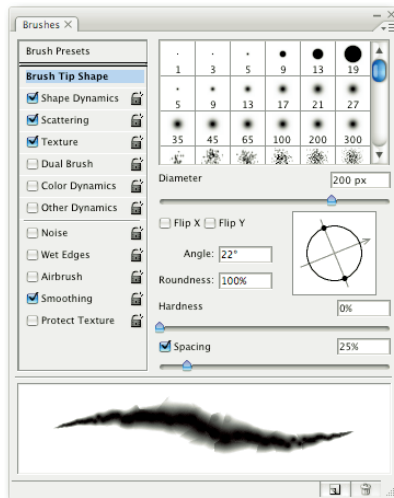 Brushes ×
Brush Presets
Brush Tip Shape
Shape Dynamics
Scattering
Texture
Dual Brush
Color Dynamics
Other Dynamics
Noise
Wet Edges
Airbrush
Smoothing
Protect Texture
1 3 5 9 13 19
5 9 13 17 21 27
35 45 65 100 200 300
Diameter 200 px
Flip X Flip Y
Angle: 22°
Roundness: 100%
Hardness 0%
Spacing 25%